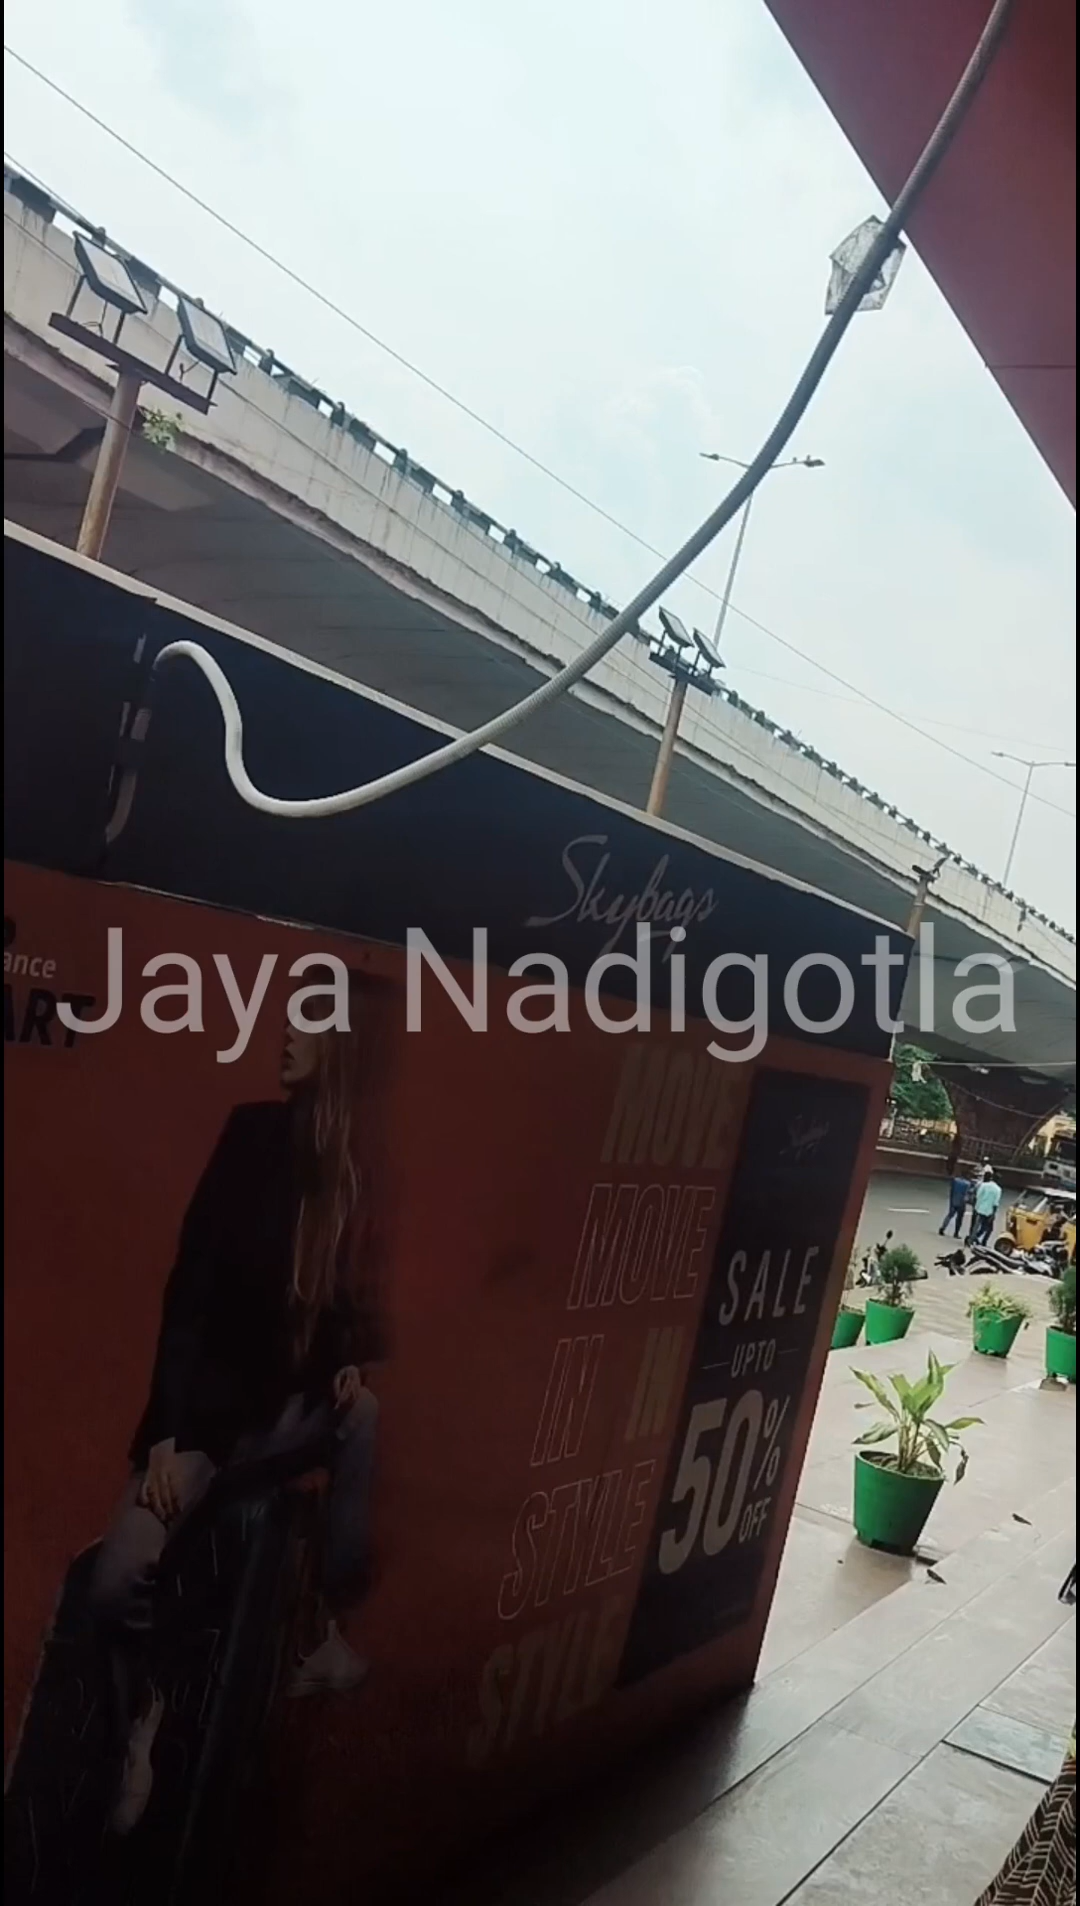 Skybags
Jaya Nadigotla
ance
ART
MOVE
MOVE
IN IN
STYLE
STYLE
Skybags
SALE
UPTO
50%
OFF